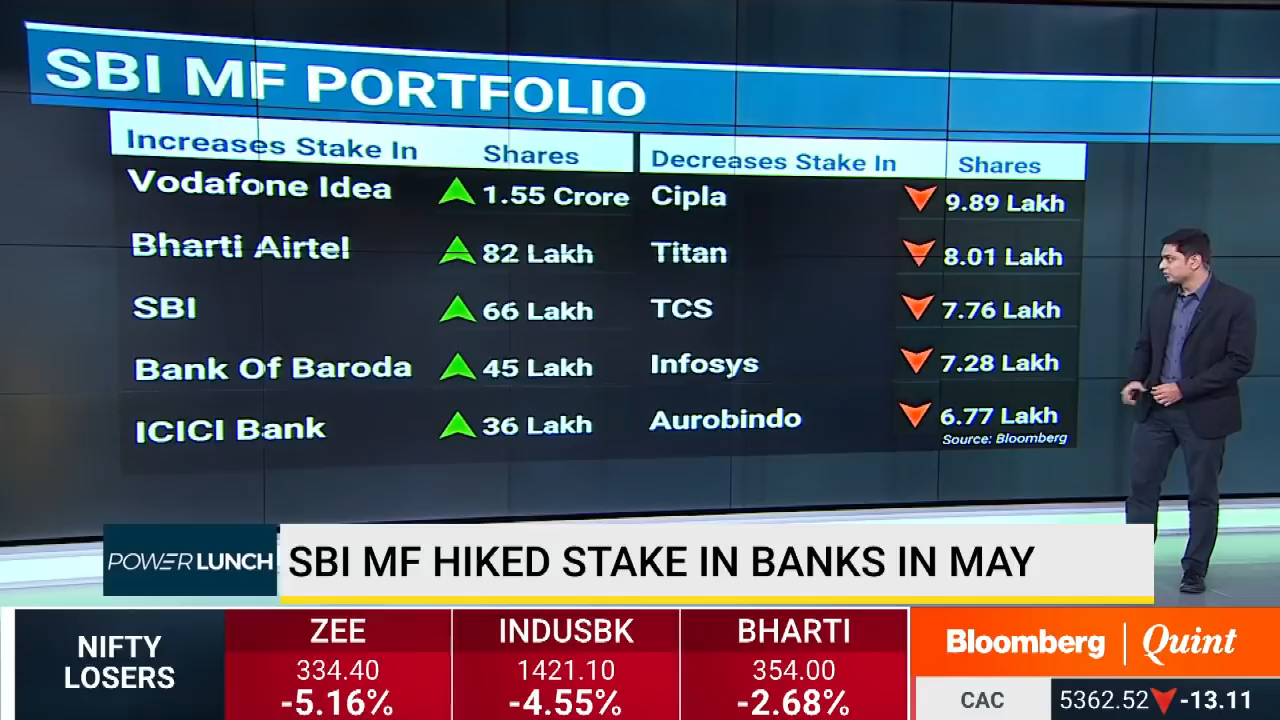 SBI MF PORTFOLIO
Increases Stake In Shares Decreases Stake In Shares
Vodafone Idea 1.55 Crore Cipla 9.89 Lakh
Bharti Airtel 82 Lakh Titan 8.01 Lakh
SBI 66 Lakh TCS 7.76 Lakh
Bank Of Baroda 45 Lakh Infosys 7.28 Lakh
ICICI Bank 36 Lakh Aurobindo 6.77 Lakh
Source: Bloomberg
POWER LUNCH SBI MF HIKED STAKE IN BANKS IN MAY
NIFTY LOSERS
ZEE
334.40
-5.16%
INDUSBK
1421.10
-4.55%
BHARTI
354.00
-2.68%
Bloomberg | Quint
CAC 5362.52 -13.11